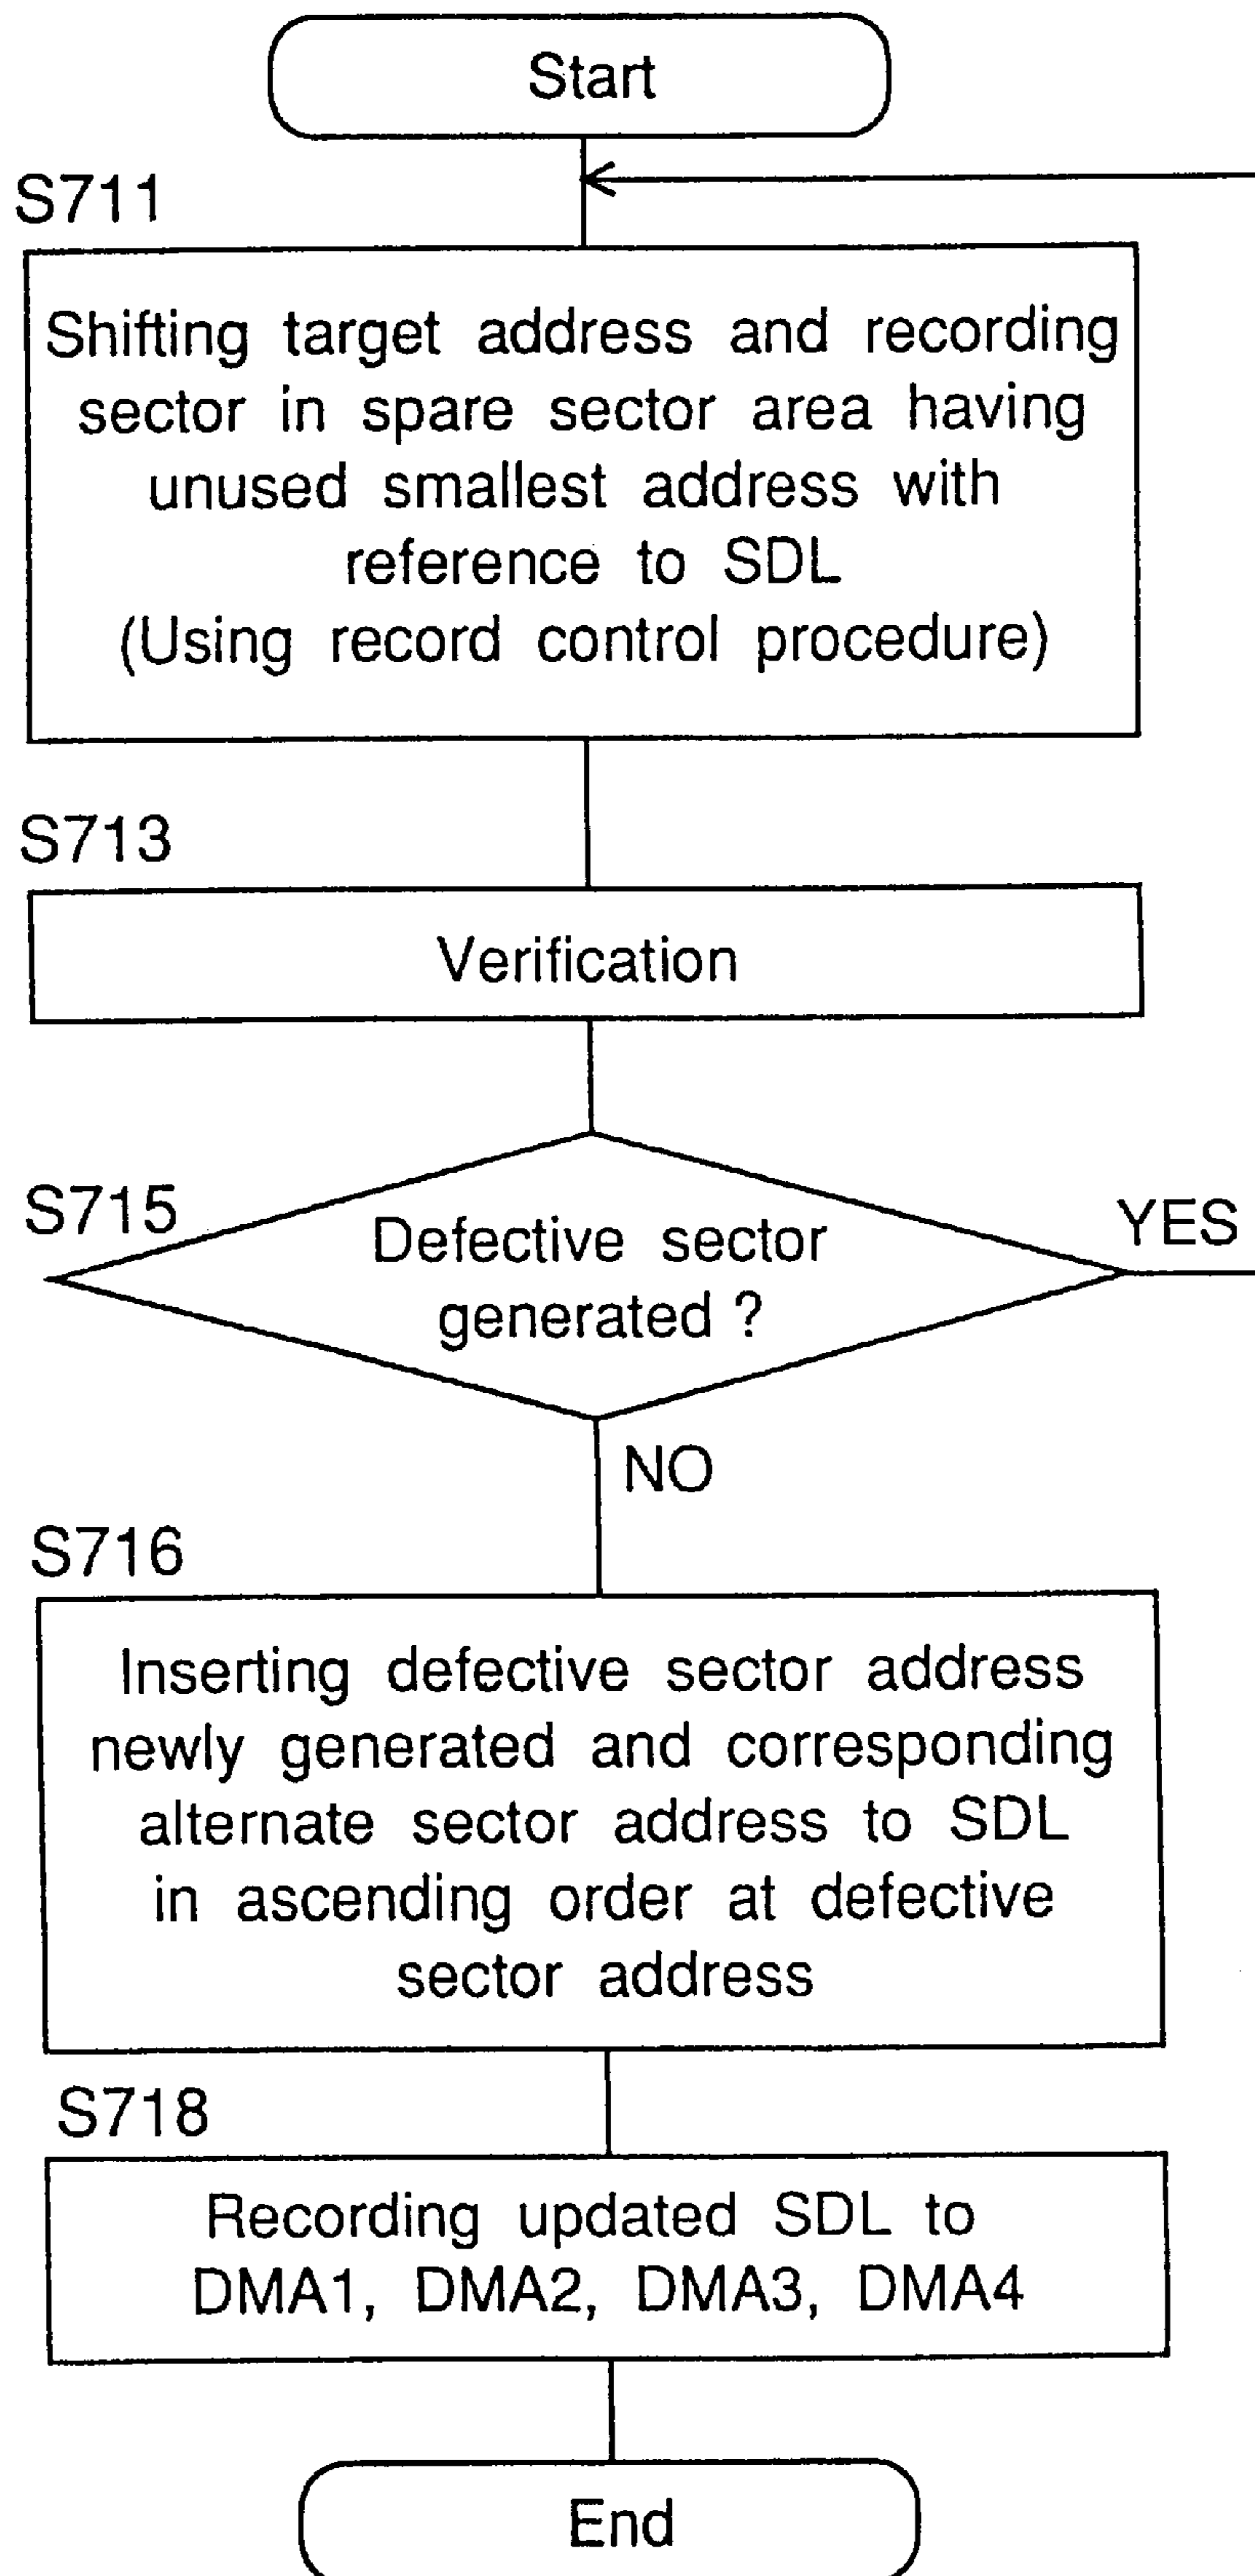 Start
S711
Shifting target address and recording
sector in spare sector area having
unused smallest address with
reference to SDL
(Using record control procedure)
S713
Verification
S715
Defective sector
generated ?
YES
NO
S716
Inserting defective sector address
newly generated and corresponding
alternate sector address to SDL
in ascending order at defective
sector address
S718
Recording updated SDL to
DMA1, DMA2, DMA3, DMA4
End